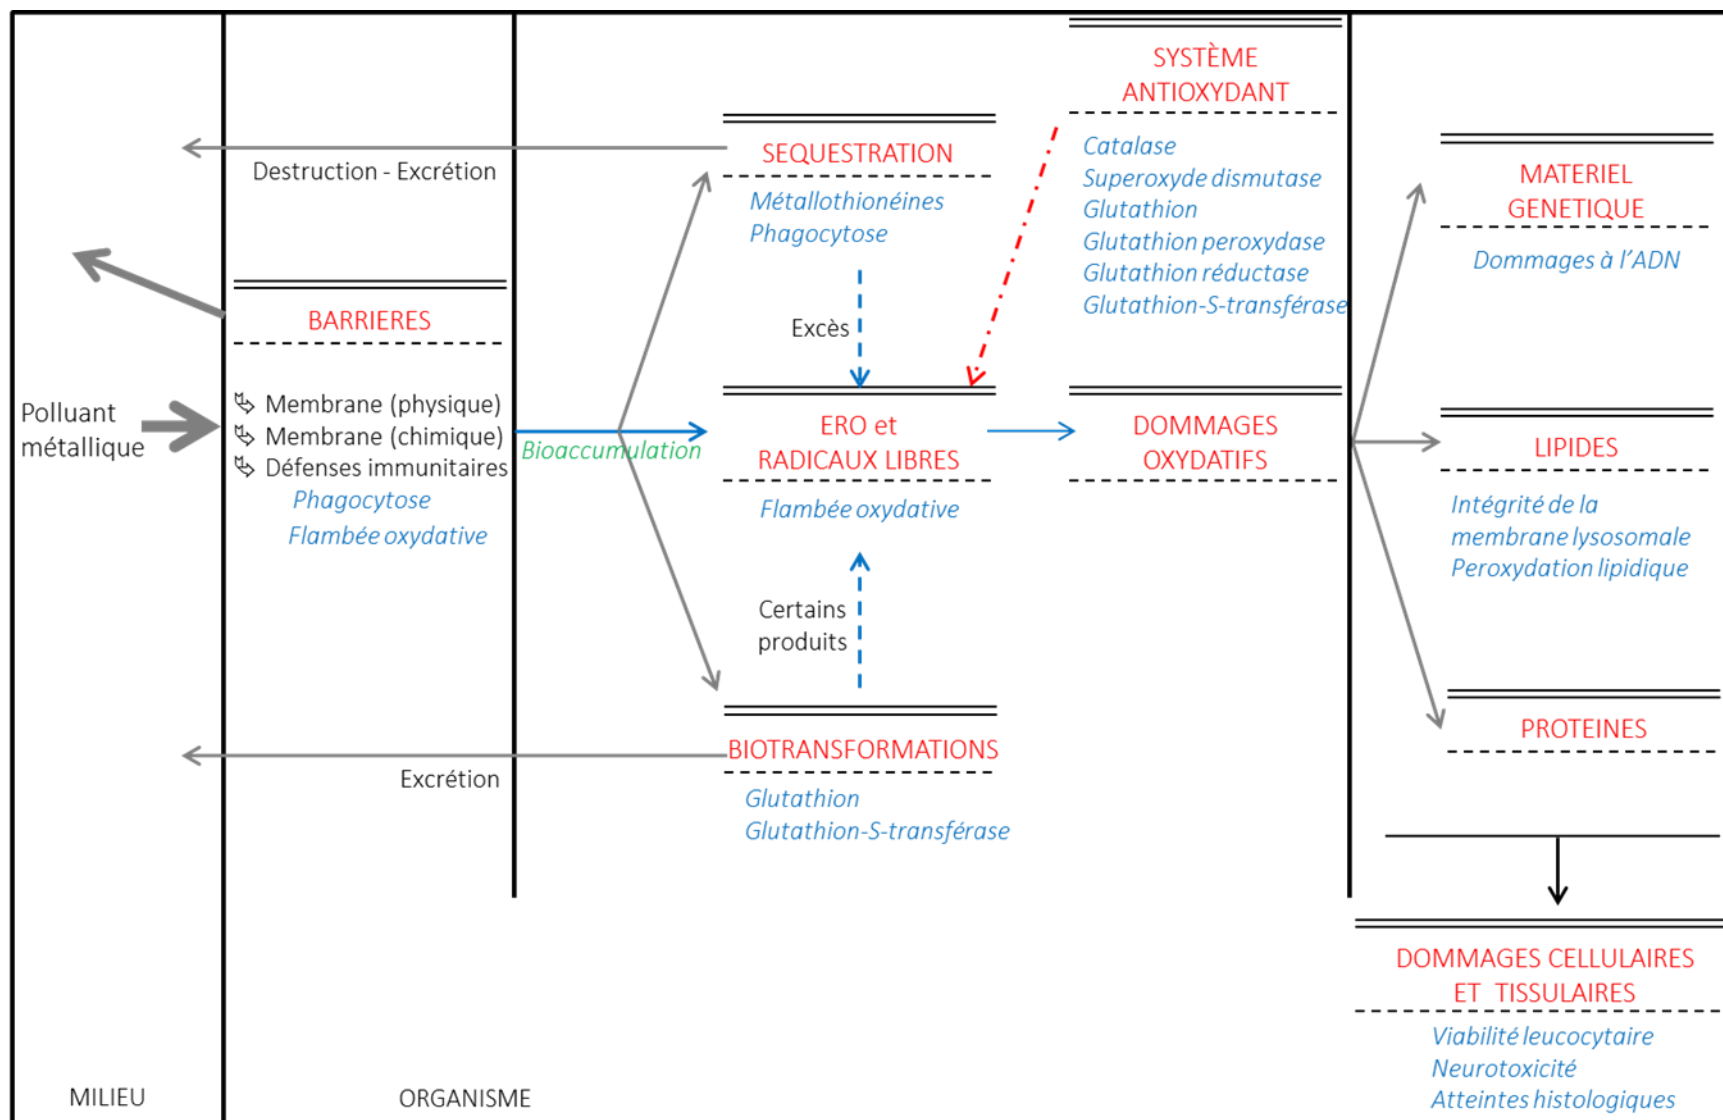 SYSTÈME
ANTIOXYDANT
Catalase
Superoxyde dismutase
Glutathion
Glutathion peroxydase
Glutathion réductase
Glutathion-S-transférase
SEQUESTRATION
Métallothionéines
Phagocytose
Destruction - Excrétion
MATERIEL
GENETIQUE
Dommages à l'ADN
BARRIERES
Membrane (physique)
Membrane (chimique)
Défenses immunitaires
Phagocytose
Flambée oxydative
Polluant
métallique
Bioaccumulation
Excès
ERO et
RADICAUX LIBRES
Flambée oxydative
DOMMAGES
OXYDATIFS
LIPIDES
Intégrité de la
membrane lysosomale
Peroxydation lipidique
Certains
produits
BIOTRANSFORMATIONS
Glutathion
Glutathion-S-transférase
Excrétion
PROTEINES
DOMMAGES CELLULAIRES
ET TISSULAIRES
Viabilité leucocytaire
Neurotoxicité
Atteintes histologiques
MILIEU
ORGANISME